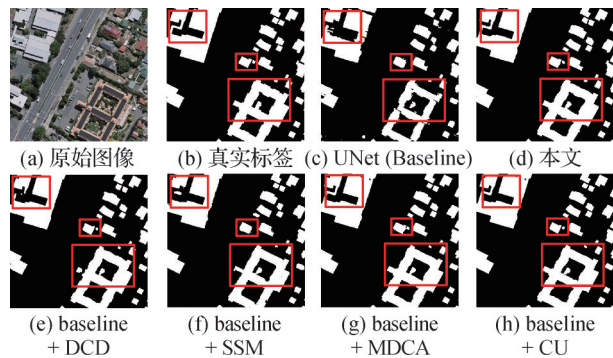 (a) 原始图像 (b) 真实标签 (c) UNet (Baseline) (d) 本文
(e) baseline (f) baseline (g) baseline (h) baseline
+ DCD + SSM + MDCA + CU